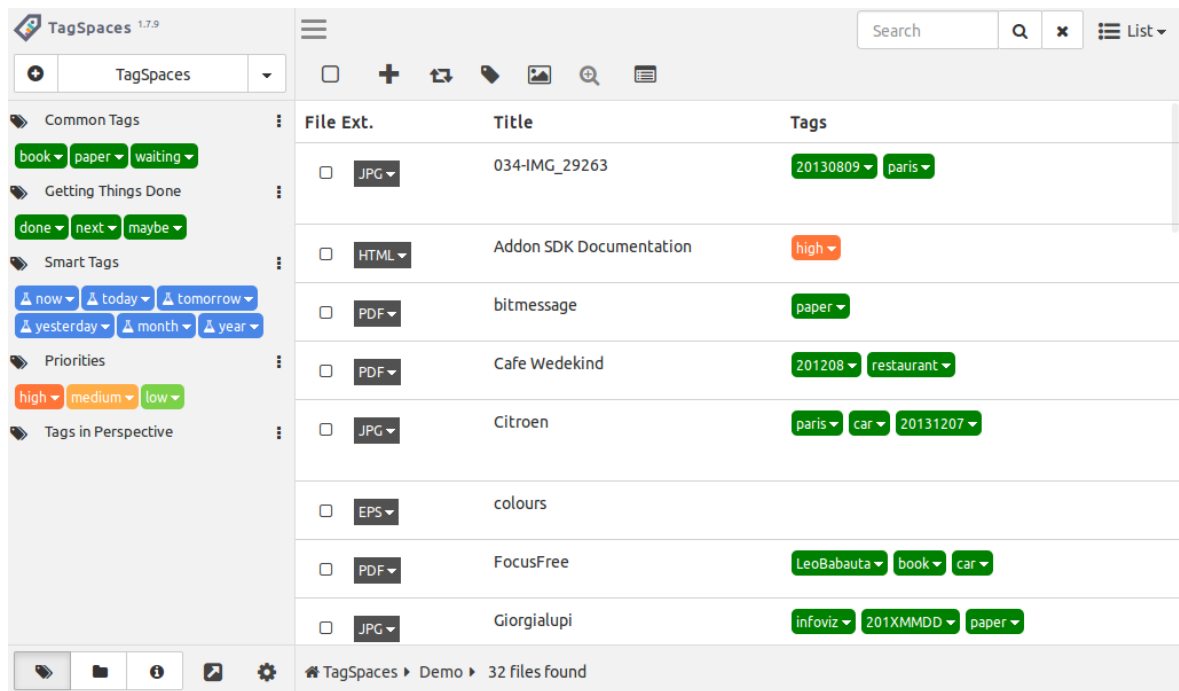 TagSpaces 1.7.9
TagSpaces
Common Tags
book paper waiting
Getting Things Done
done next maybe
Smart Tags
now today tomorrow
yesterday month year
Priorities
high medium low
Tags in Perspective
Search
List
File Ext. Title Tags
JPG 034-IMG_29263 20130809 paris
HTML Addon SDK Documentation high
PDF bitmessage paper
PDF Cafe Wedekind 201208 restaurant
JPG Citroen paris car 20131207
EPS colours
PDF FocusFree LeoBabauta book car
JPG Giorgialupi infoviz 201XMMDD paper
TagSpaces Demo 32 files found